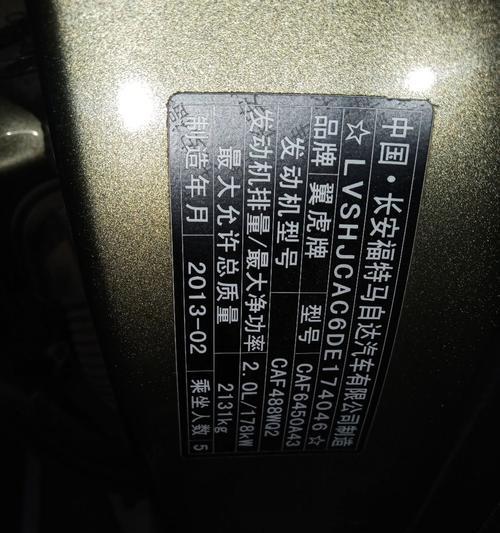 中国·长安福特马自达汽车有限公司制造
☆LVSHJCAC6DE174046☆
品牌 翼虎牌 型号 CAF6450A43
发动机型号 CAF488WQ2
发动机排量/最大净功率 2.0L/178kW
最大允许总质量 2131kg
制造年月 2013-02 乘坐人数 5